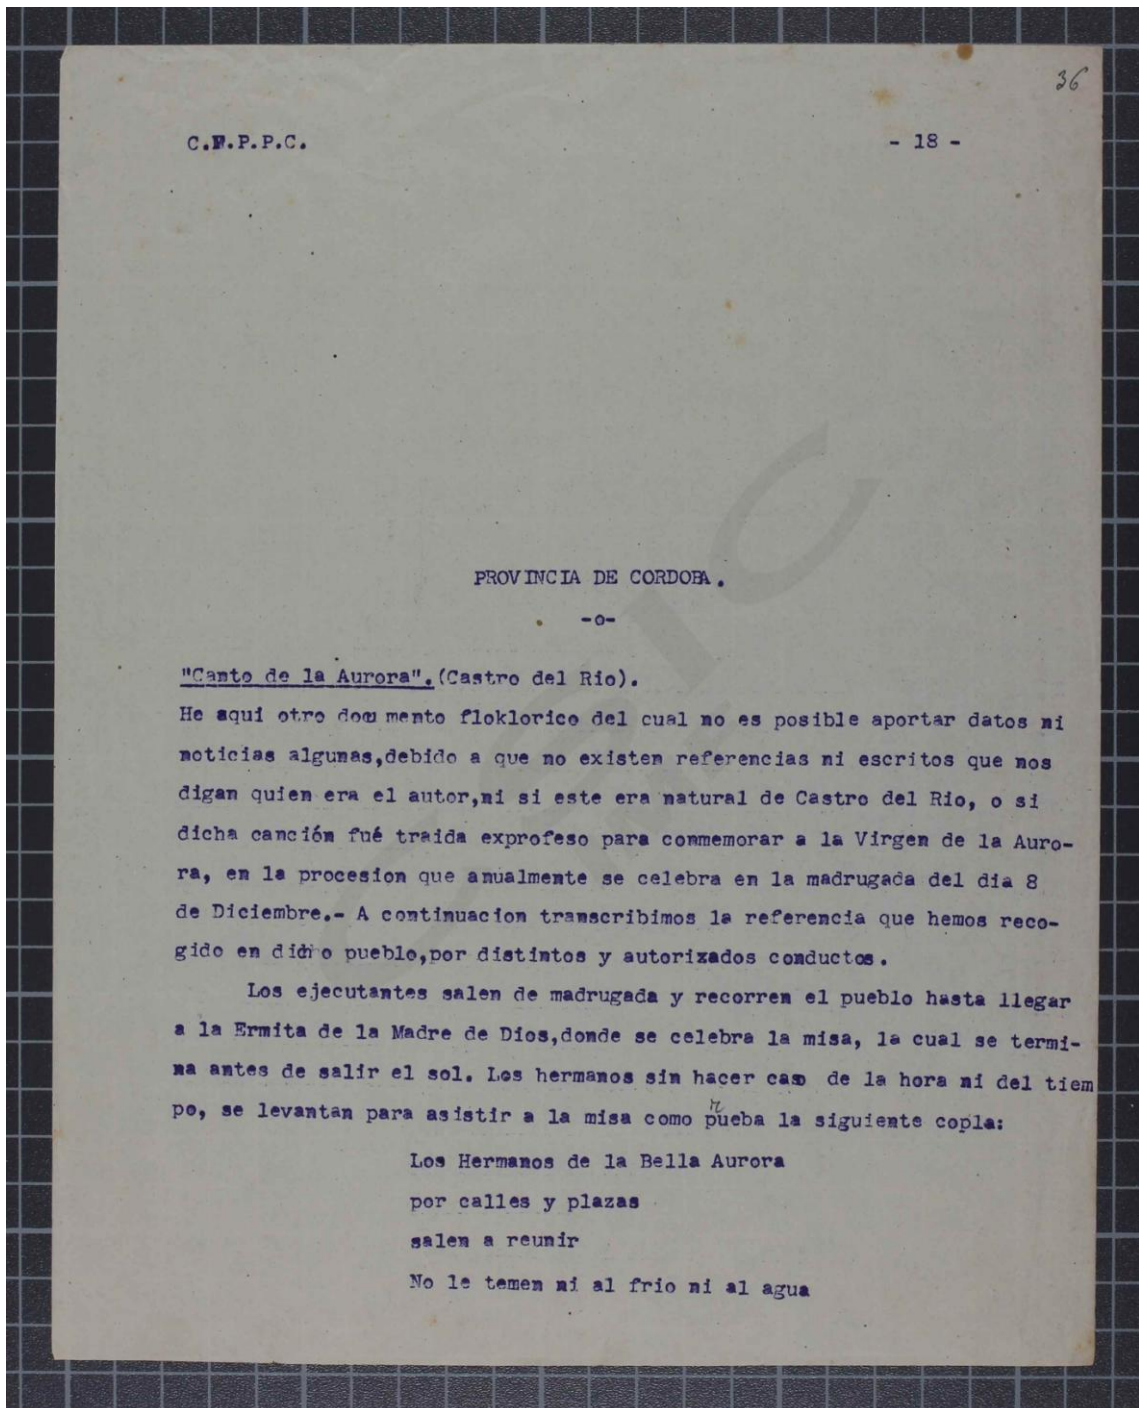 36
C.F.P.P.C. - 18 -
PROVINCIA DE CORDOBA.
-o-
"Canto de la Aurora".(Castro del Rio).
He aqui otro documento floklorico del cual no es posible aportar datos ni
noticias algunas,debido a que no existen referencias ni escritos que nos
digan quien era el autor,ni si este era natural de Castro del Rio, o si
dicha canción fué traida exprofeso para conmemorar a la Virgen de la Auro-
ra, en la procesion que anualmente se celebra en la madrugada del dia 8
de Diciembre.- A continuacion transcribimos la referencia que hemos reco-
gido en dicho pueblo,por distintos y autorizados conductos.
Los ejecutantes salen de madrugada y recorren el pueblo hasta llegar
a la Ermita de la Madre de Dios,donde se celebra la misa, la cual se termi-
na antes de salir el sol. Los hermanos sin hacer caso de la hora ni del tiem
po, se levantan para asistir a la misa como prueba la siguiente copla:
Los Hermanos de la Bella Aurora
por calles y plazas
salen a reunir
No le temen ni al frio ni al agua